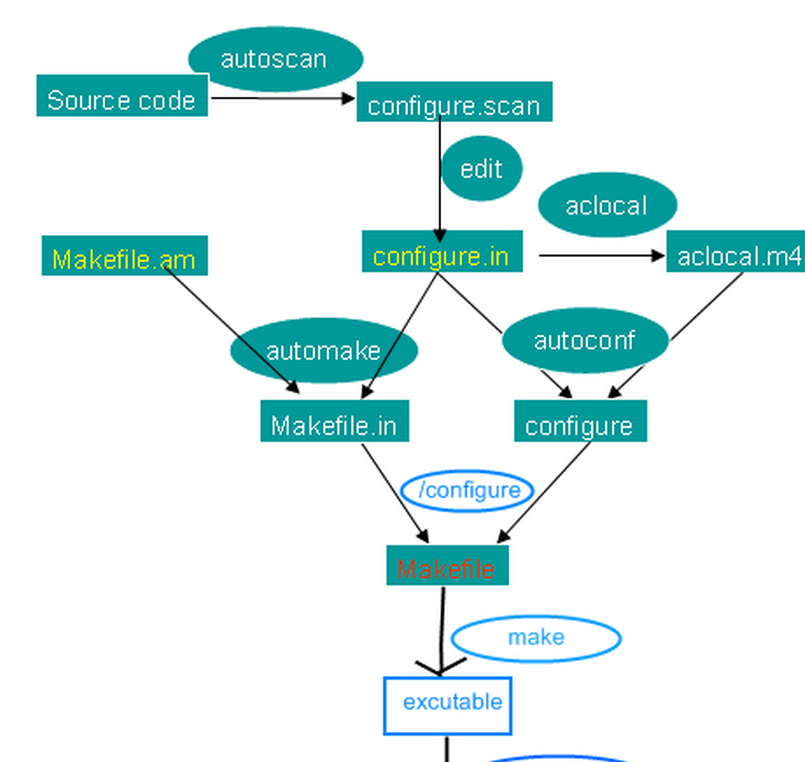 autoscan
Source code
configure.scan
edit
aclocal
Makefile.am
configure.in
aclocal.m4
automake
autoconf
Makefile.in
configure
/configure
Makefile
make
excutable